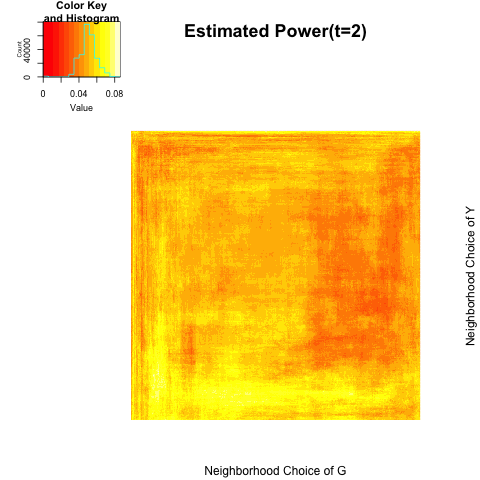 Color Key
and Histogram
Estimated Power(t=2)
Count
0 40000
0 0.04 0.08
Value
Neighborhood Choice of Y
Neighborhood Choice of G